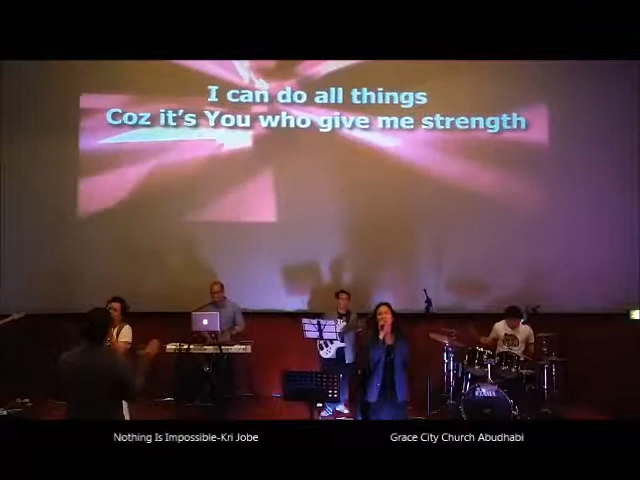 I can do all things
Coz it's You who give me strength
TAMA
Nothing Is Impossible-Kri Jobe
Grace City Church Abudhabi